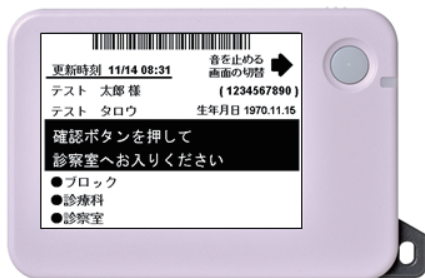 音を止める
画面の切替
更新時刻 11/14 08:31
テスト 太郎 様 (1234567890)
テスト タロウ 生年月日 1970.11.15
確認ボタンを押して
診察室へお入りください
●ブロック
●診療科
●診察室